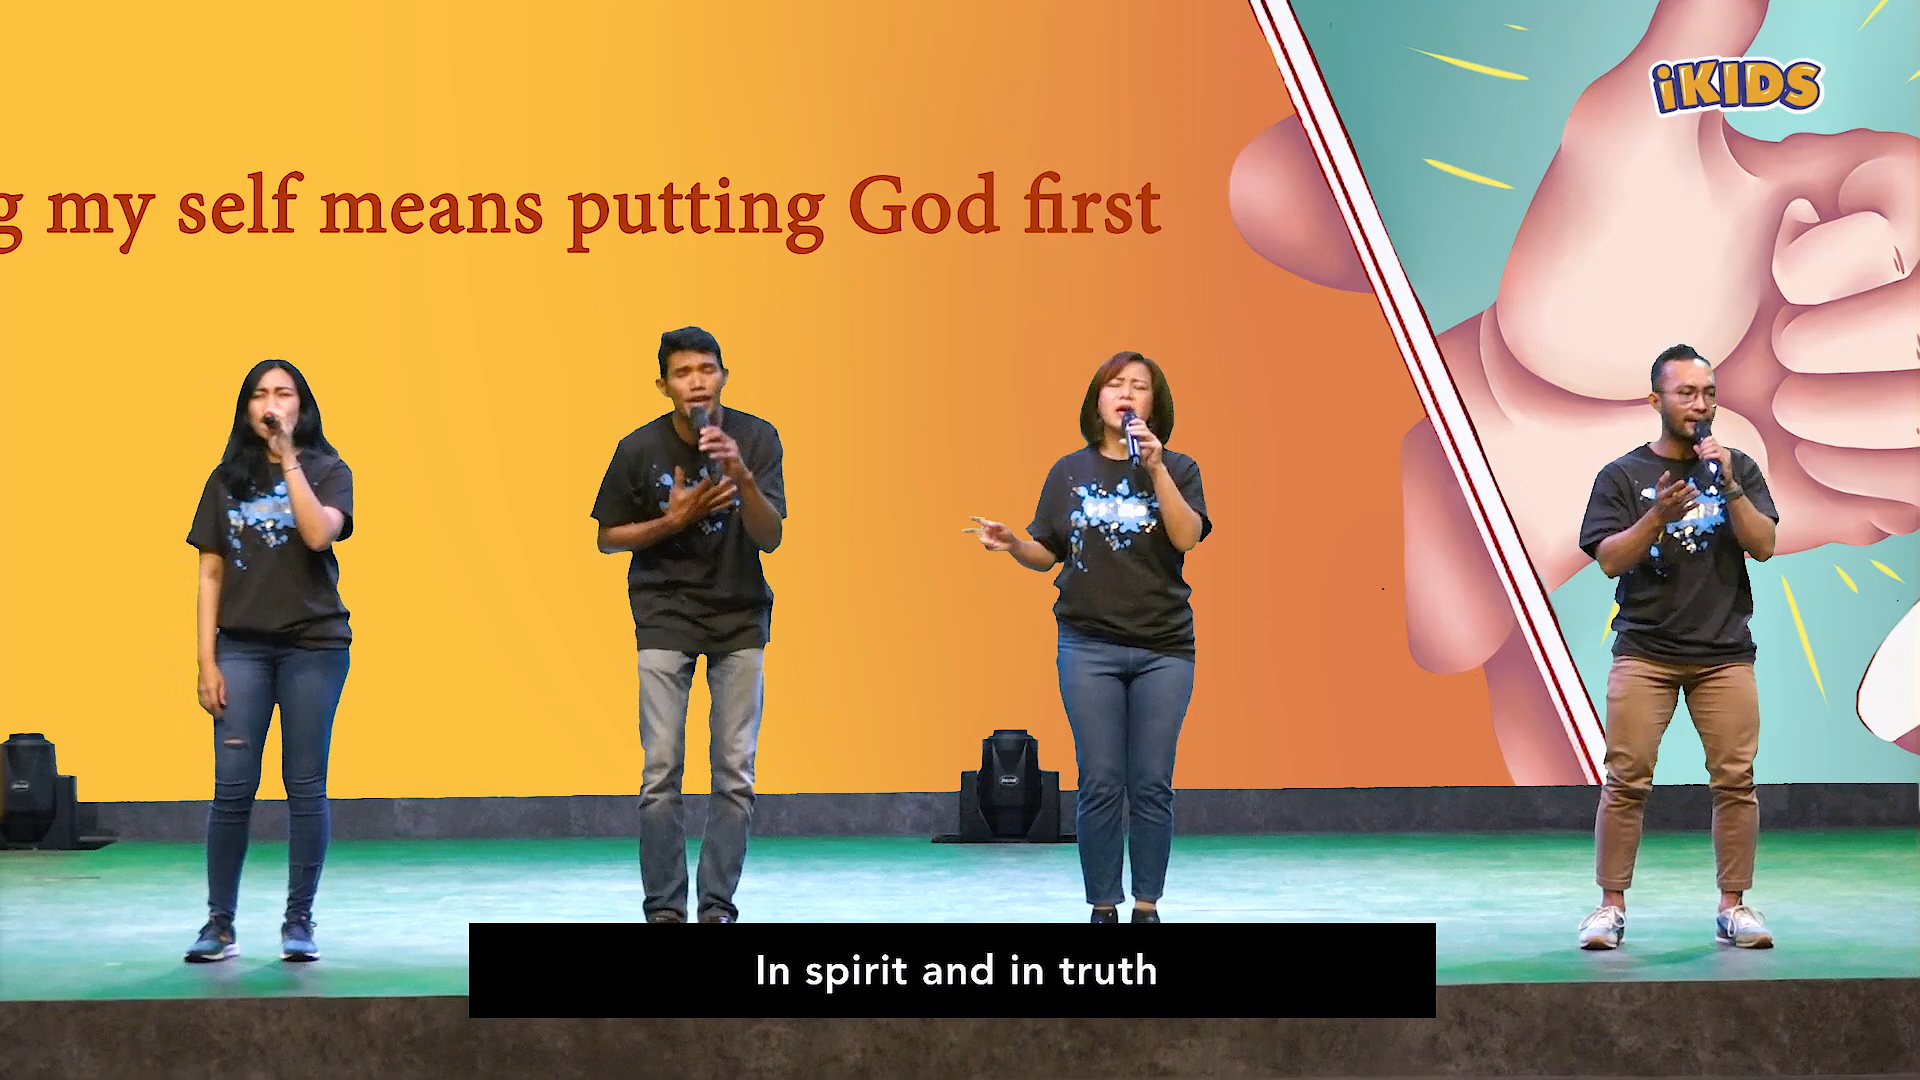 iKIDS
g my self means putting God first
In spirit and in truth